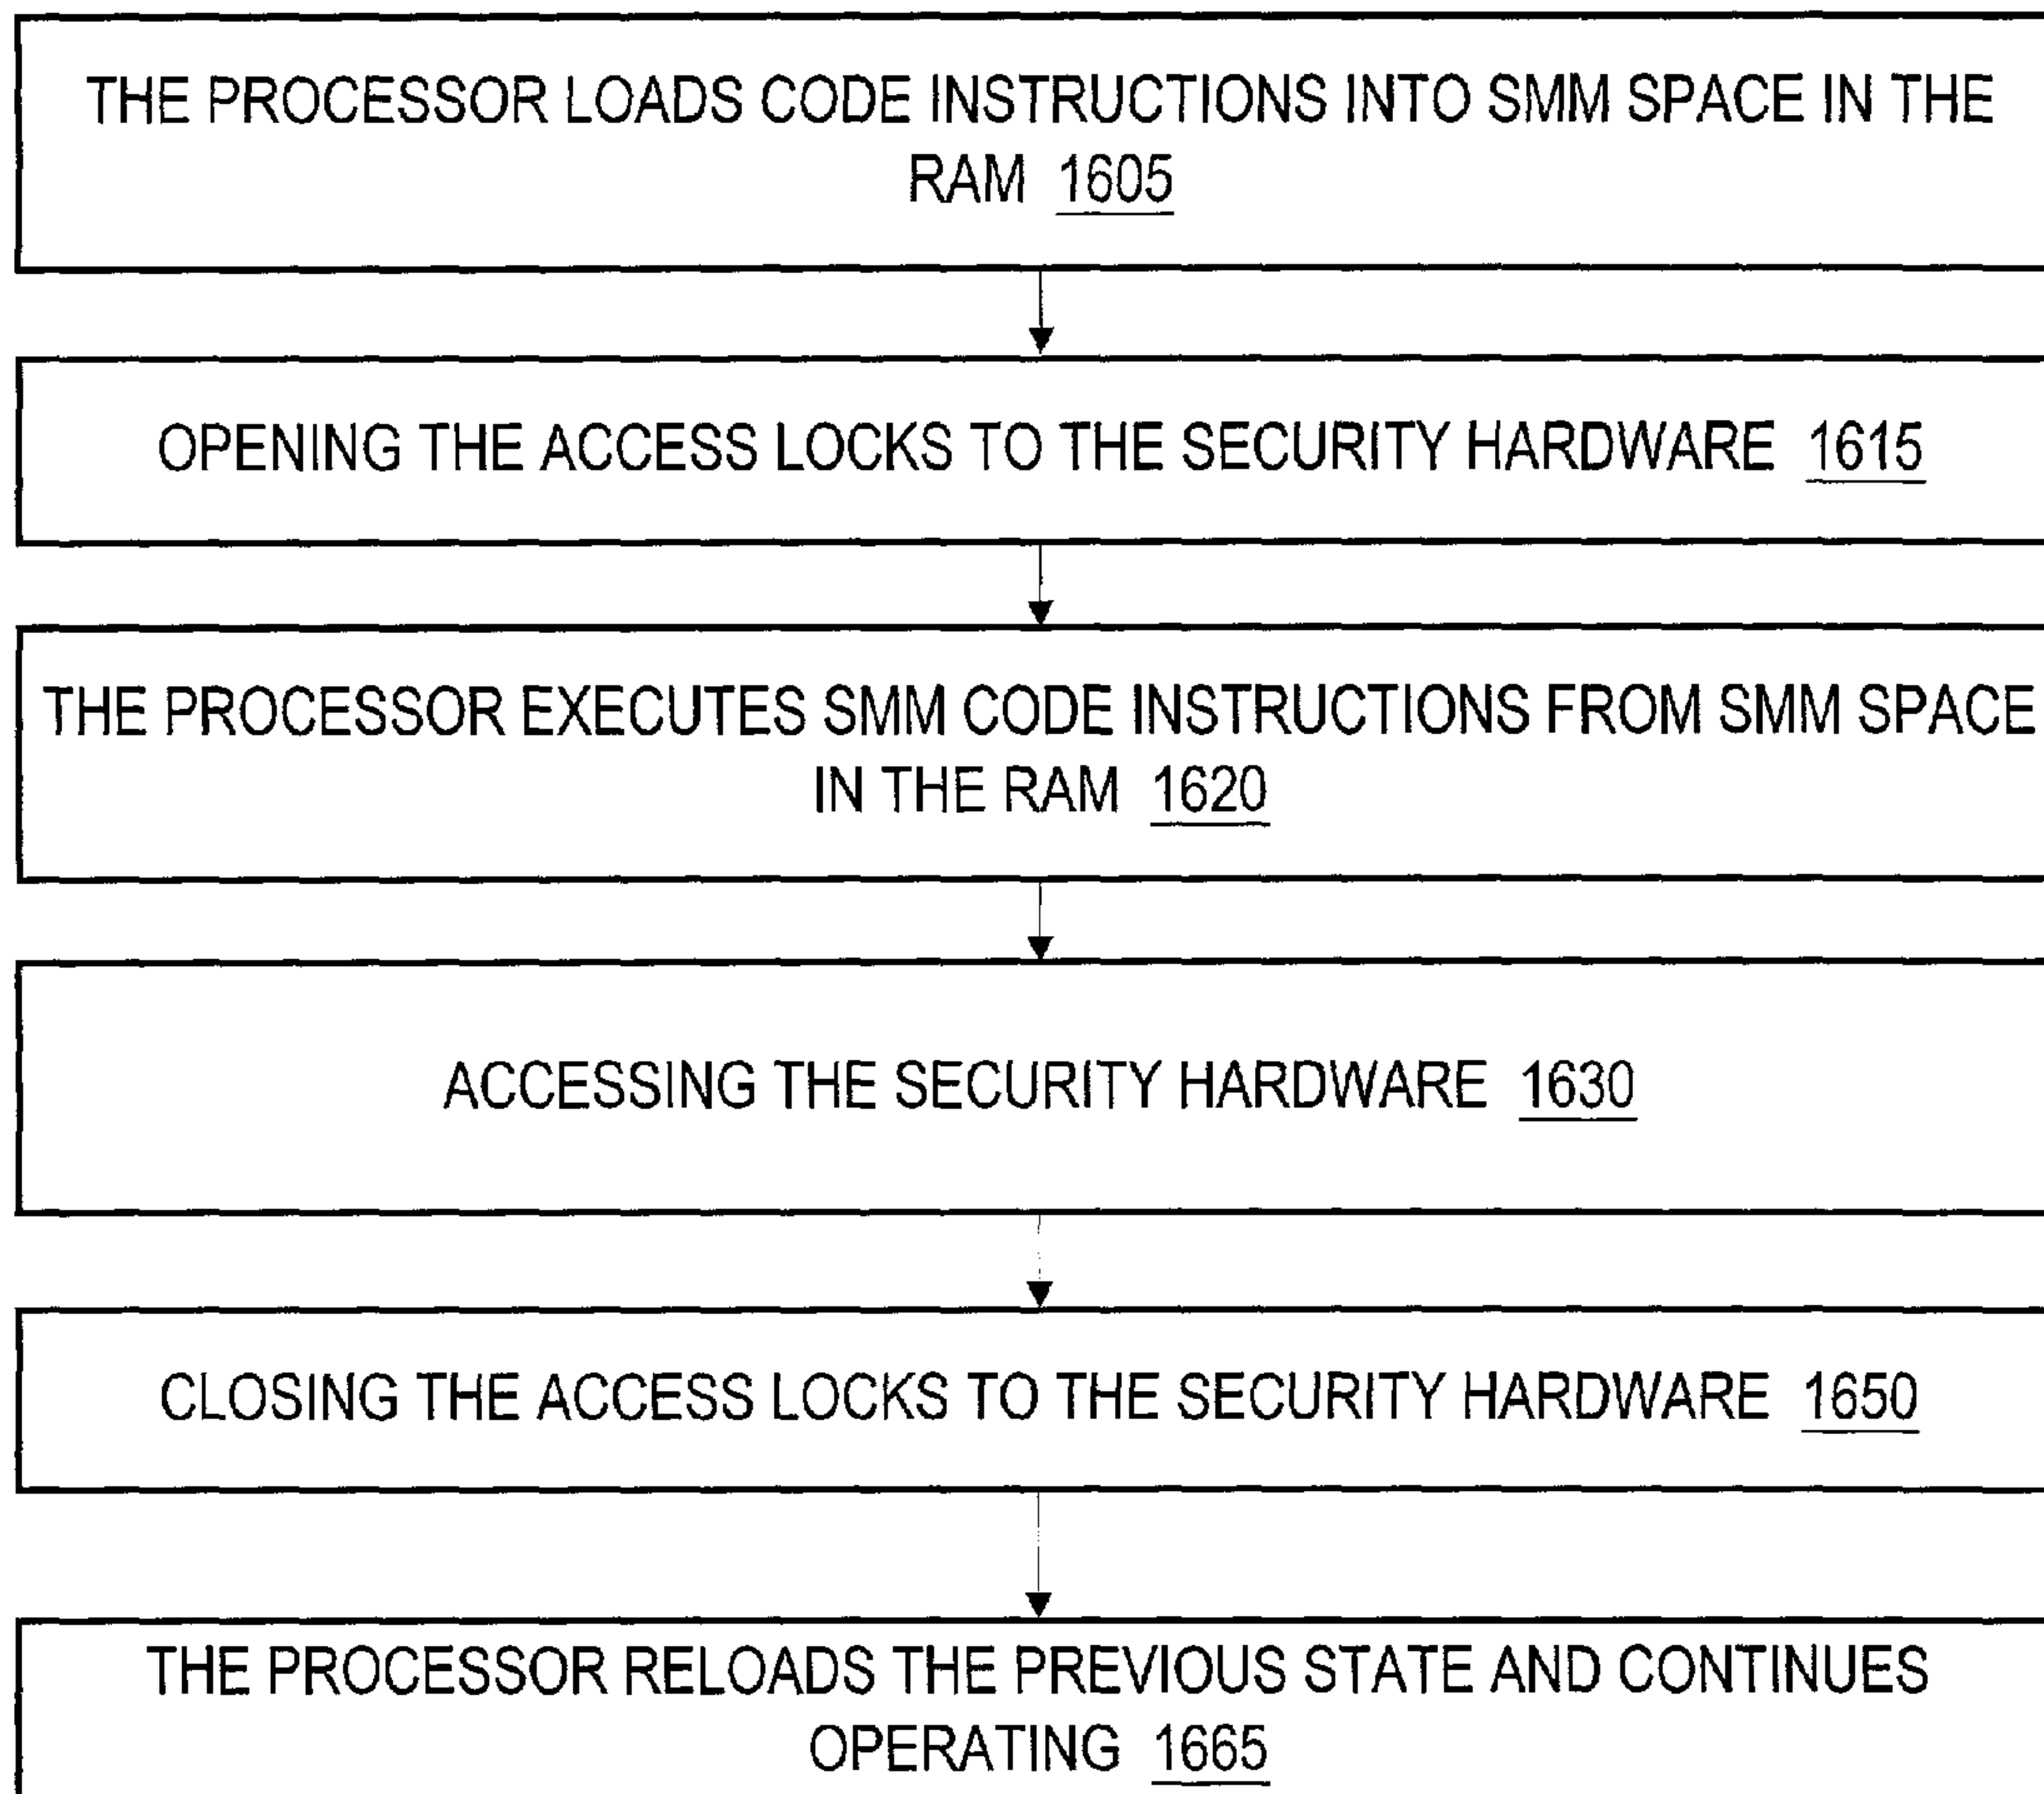 THE PROCESSOR LOADS CODE INSTRUCTIONS INTO SMM SPACE IN THE
RAM 1605
OPENING THE ACCESS LOCKS TO THE SECURITY HARDWARE 1615
THE PROCESSOR EXECUTES SMM CODE INSTRUCTIONS FROM SMM SPACE
IN THE RAM 1620
ACCESSING THE SECURITY HARDWARE 1630
CLOSING THE ACCESS LOCKS TO THE SECURITY HARDWARE 1650
THE PROCESSOR RELOADS THE PREVIOUS STATE AND CONTINUES
OPERATING 1665